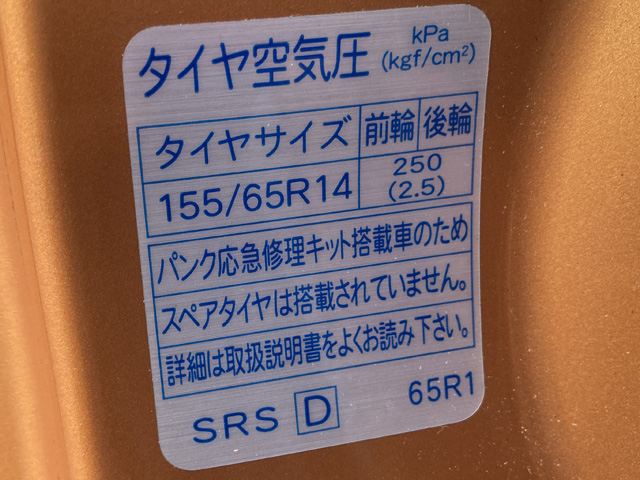 タイヤ空気圧 kPa
(kgf/cm²)
タイヤサイズ 前輪 後輪
155/65R14 250
(2.5)
パンク応急修理キット搭載車のため
スペアタイヤは搭載されていません。
詳細は取扱説明書をよくお読み下さい。
SRS D 65R1